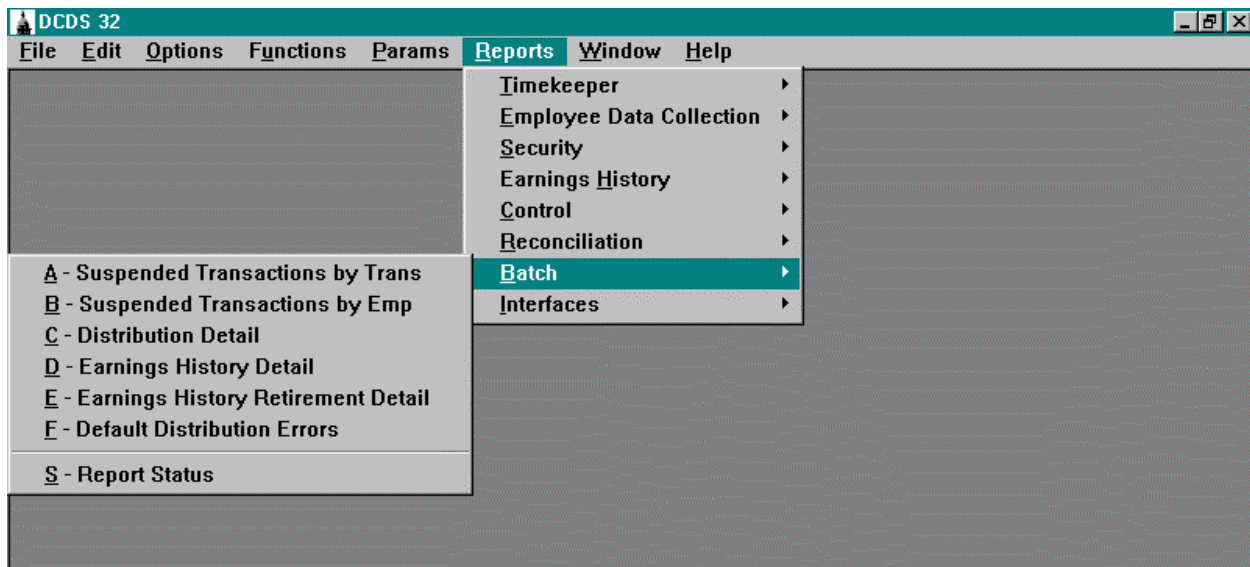 DCDS 32
File Edit Options Functions Params Reports Window Help
Timekeeper
Employee Data Collection
Security
Earnings History
Control
Reconciliation
Batch
Interfaces
A - Suspended Transactions by Trans
B - Suspended Transactions by Emp
C - Distribution Detail
D - Earnings History Detail
E - Earnings History Retirement Detail
F - Default Distribution Errors
S - Report Status